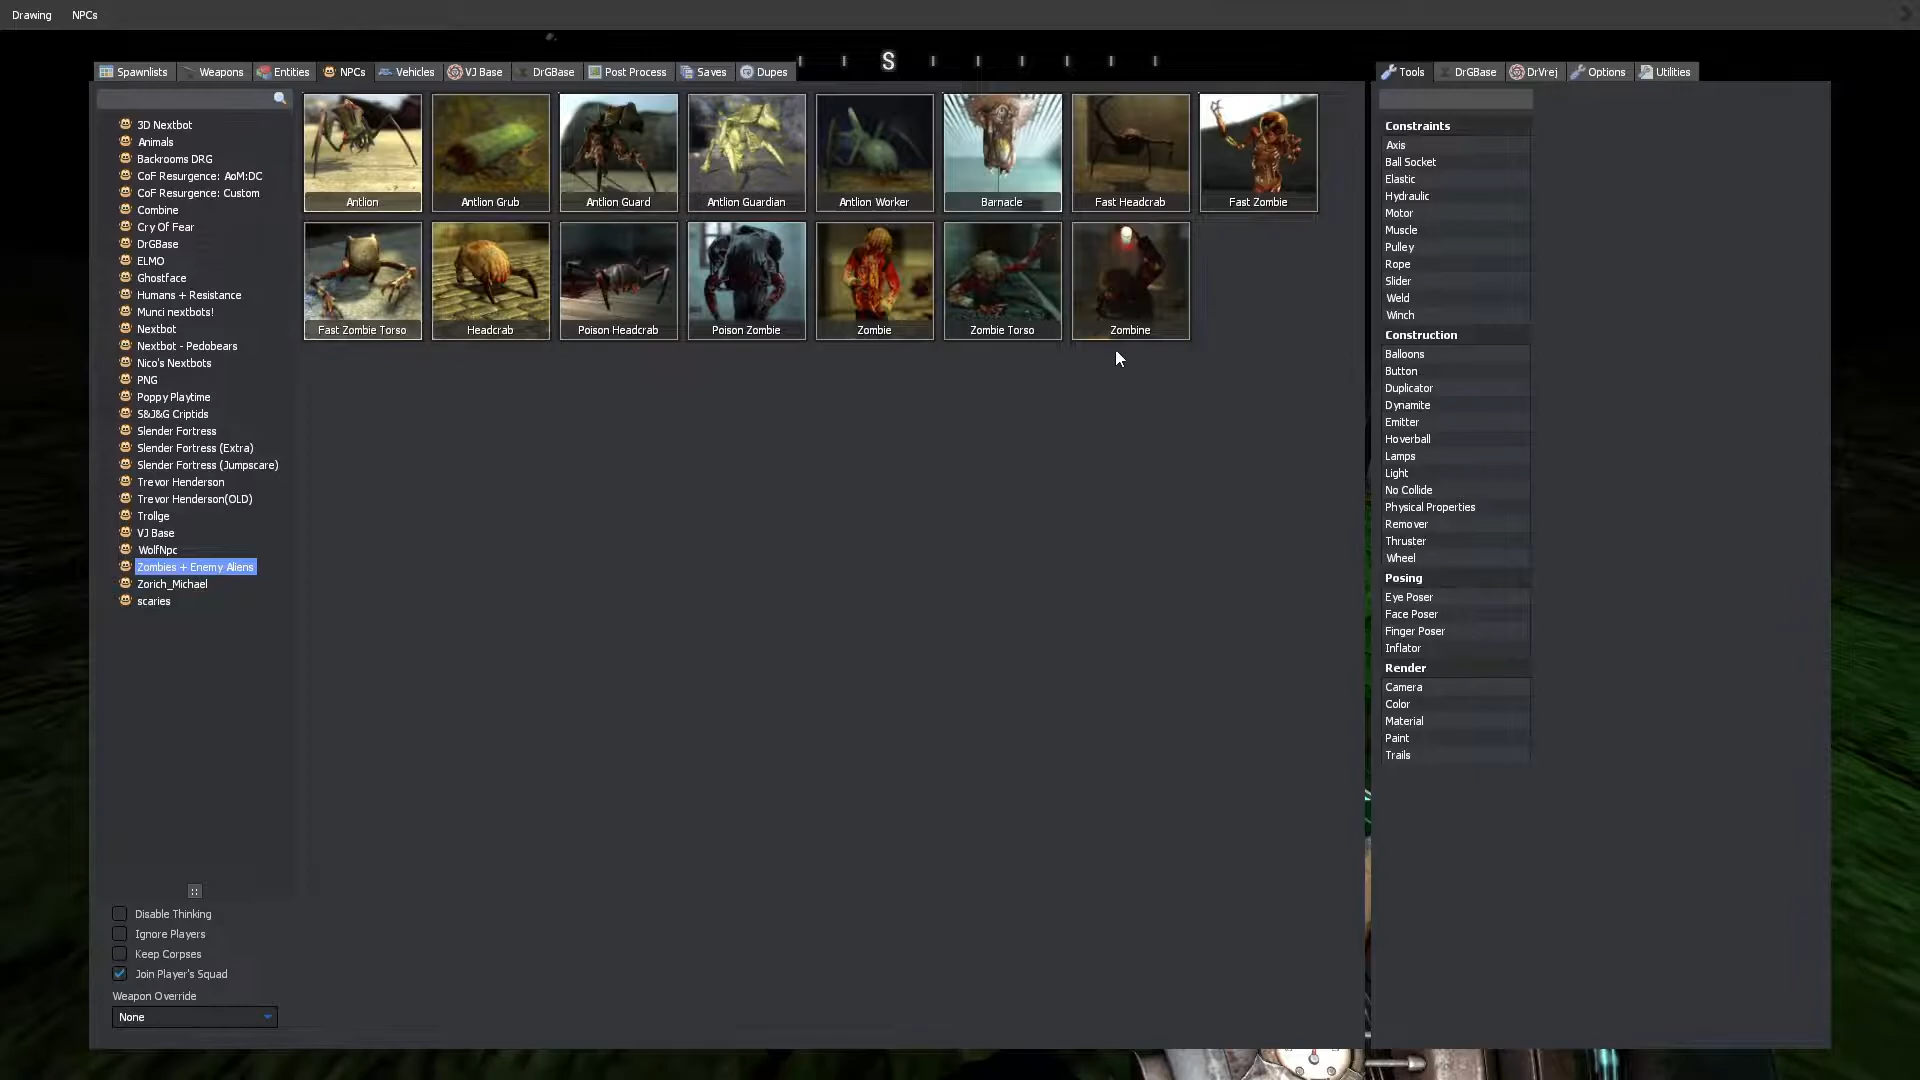 Drawing NPCs
S
Spawnlists Weapons Entities NPCs Vehicles VJ Base DrGBase Post Process Saves Dupes
Tools DrGBase DrVrej Options Utilities
3D Nextbot
Animals
Backrooms DRG
CoF Resurgence: AoM:DC
CoF Resurgence: Custom
Combine
Cry Of Fear
DrGBase
ELMO
Ghostface
Humans + Resistance
Munci nextbots!
Nextbot
Nextbot - Pedobears
Nico's Nextbots
PNG
Poppy Playtime
S&J&G Criptids
Slender Fortress
Slender Fortress (Extra)
Slender Fortress (Jumpscare)
Trevor Henderson
Trevor Henderson(OLD)
Trollge
VJ Base
WolfNpc
Zombies + Enemy Aliens
Zorich_Michael
scaries
Disable Thinking
Ignore Players
Keep Corpses
Join Player's Squad
Weapon Override
None
Antlion Antlion Grub Antlion Guard Antlion Guardian Antlion Worker Barnacle Fast Headcrab Fast Zombie
Fast Zombie Torso Headcrab Poison Headcrab Poison Zombie Zombie Zombie Torso Zombine
Constraints
Axis
Ball Socket
Elastic
Hydraulic
Motor
Muscle
Pulley
Rope
Slider
Weld
Winch
Construction
Balloons
Button
Duplicator
Dynamite
Emitter
Hoverball
Lamps
Light
No Collide
Physical Properties
Remover
Thruster
Wheel
Posing
Eye Poser
Face Poser
Finger Poser
Inflator
Render
Camera
Color
Material
Paint
Trails